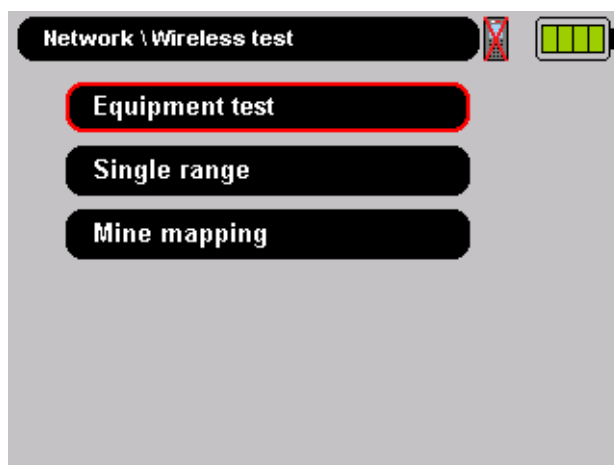 Network \ Wireless test
Equipment test
Single range
Mine mapping